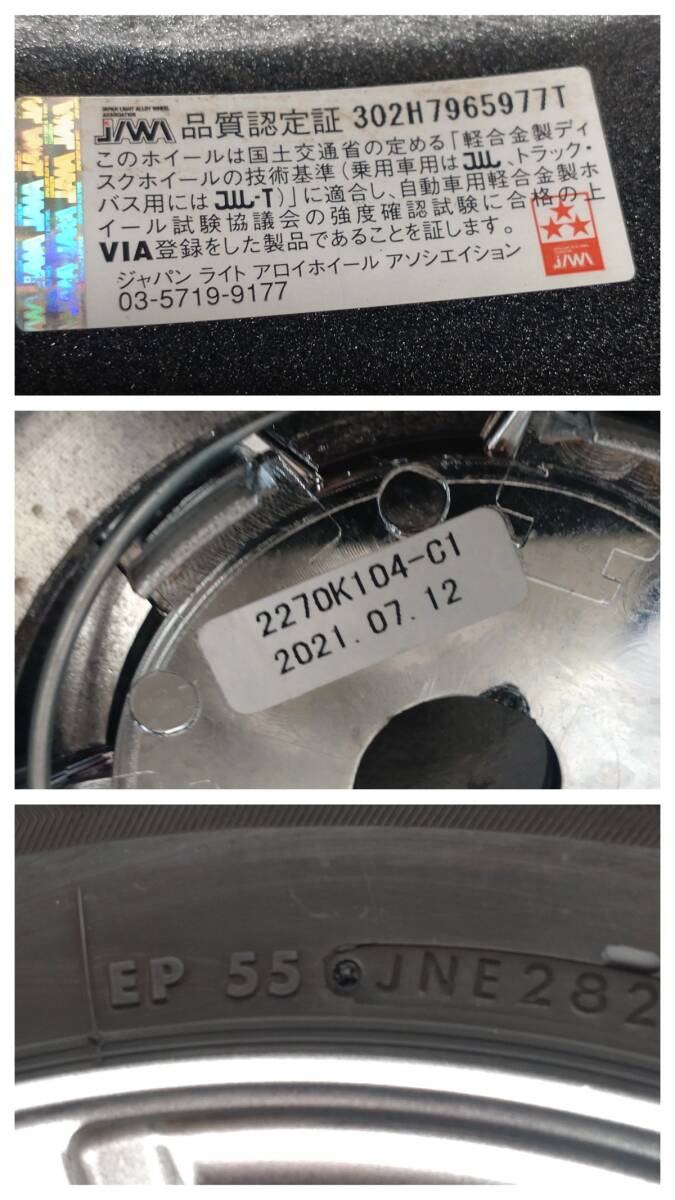 JAPAN LIGHT ALLOY WHEEL
ASSOCIATION
JAWA 品質認定証 302H7965977T
このホイールは国土交通省の定める「軽合金製ディ
スクホイールの技術基準(乗用車用はJWL、トラック・
バス用にはJWL-T)」に適合し、自動車用軽合金製ホ
イール試験協議会の強度確認試験に合格の上
VIA登録をした製品であることを証します。
ジャパン ライト アロイホイール アソシエイション
03-5719-9177
JAWA
2270K104-C1
2021.07.12
EP 55 JNE282